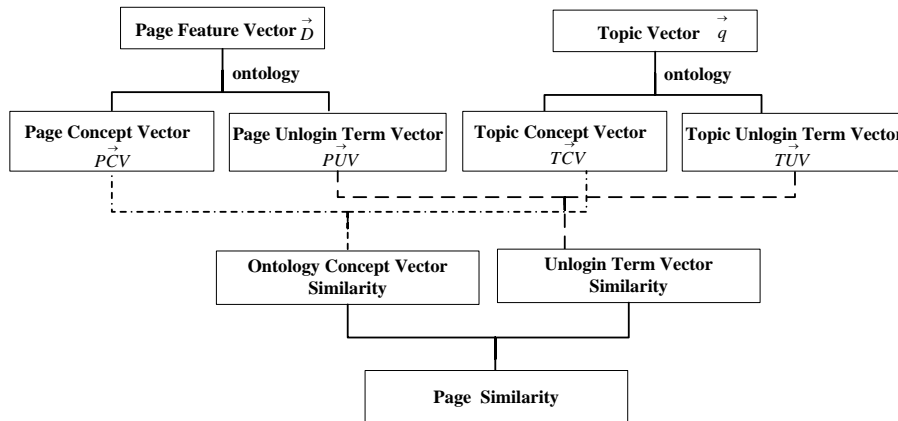 Page Feature Vector D
Topic Vector q
ontology
ontology
Page Concept Vector
PCV
Page Unlogin Term Vector
PUV
Topic Concept Vector
TCV
Topic Unlogin Term Vector
TUV
Ontology Concept Vector
Similarity
Unlogin Term Vector
Similarity
Page Similarity